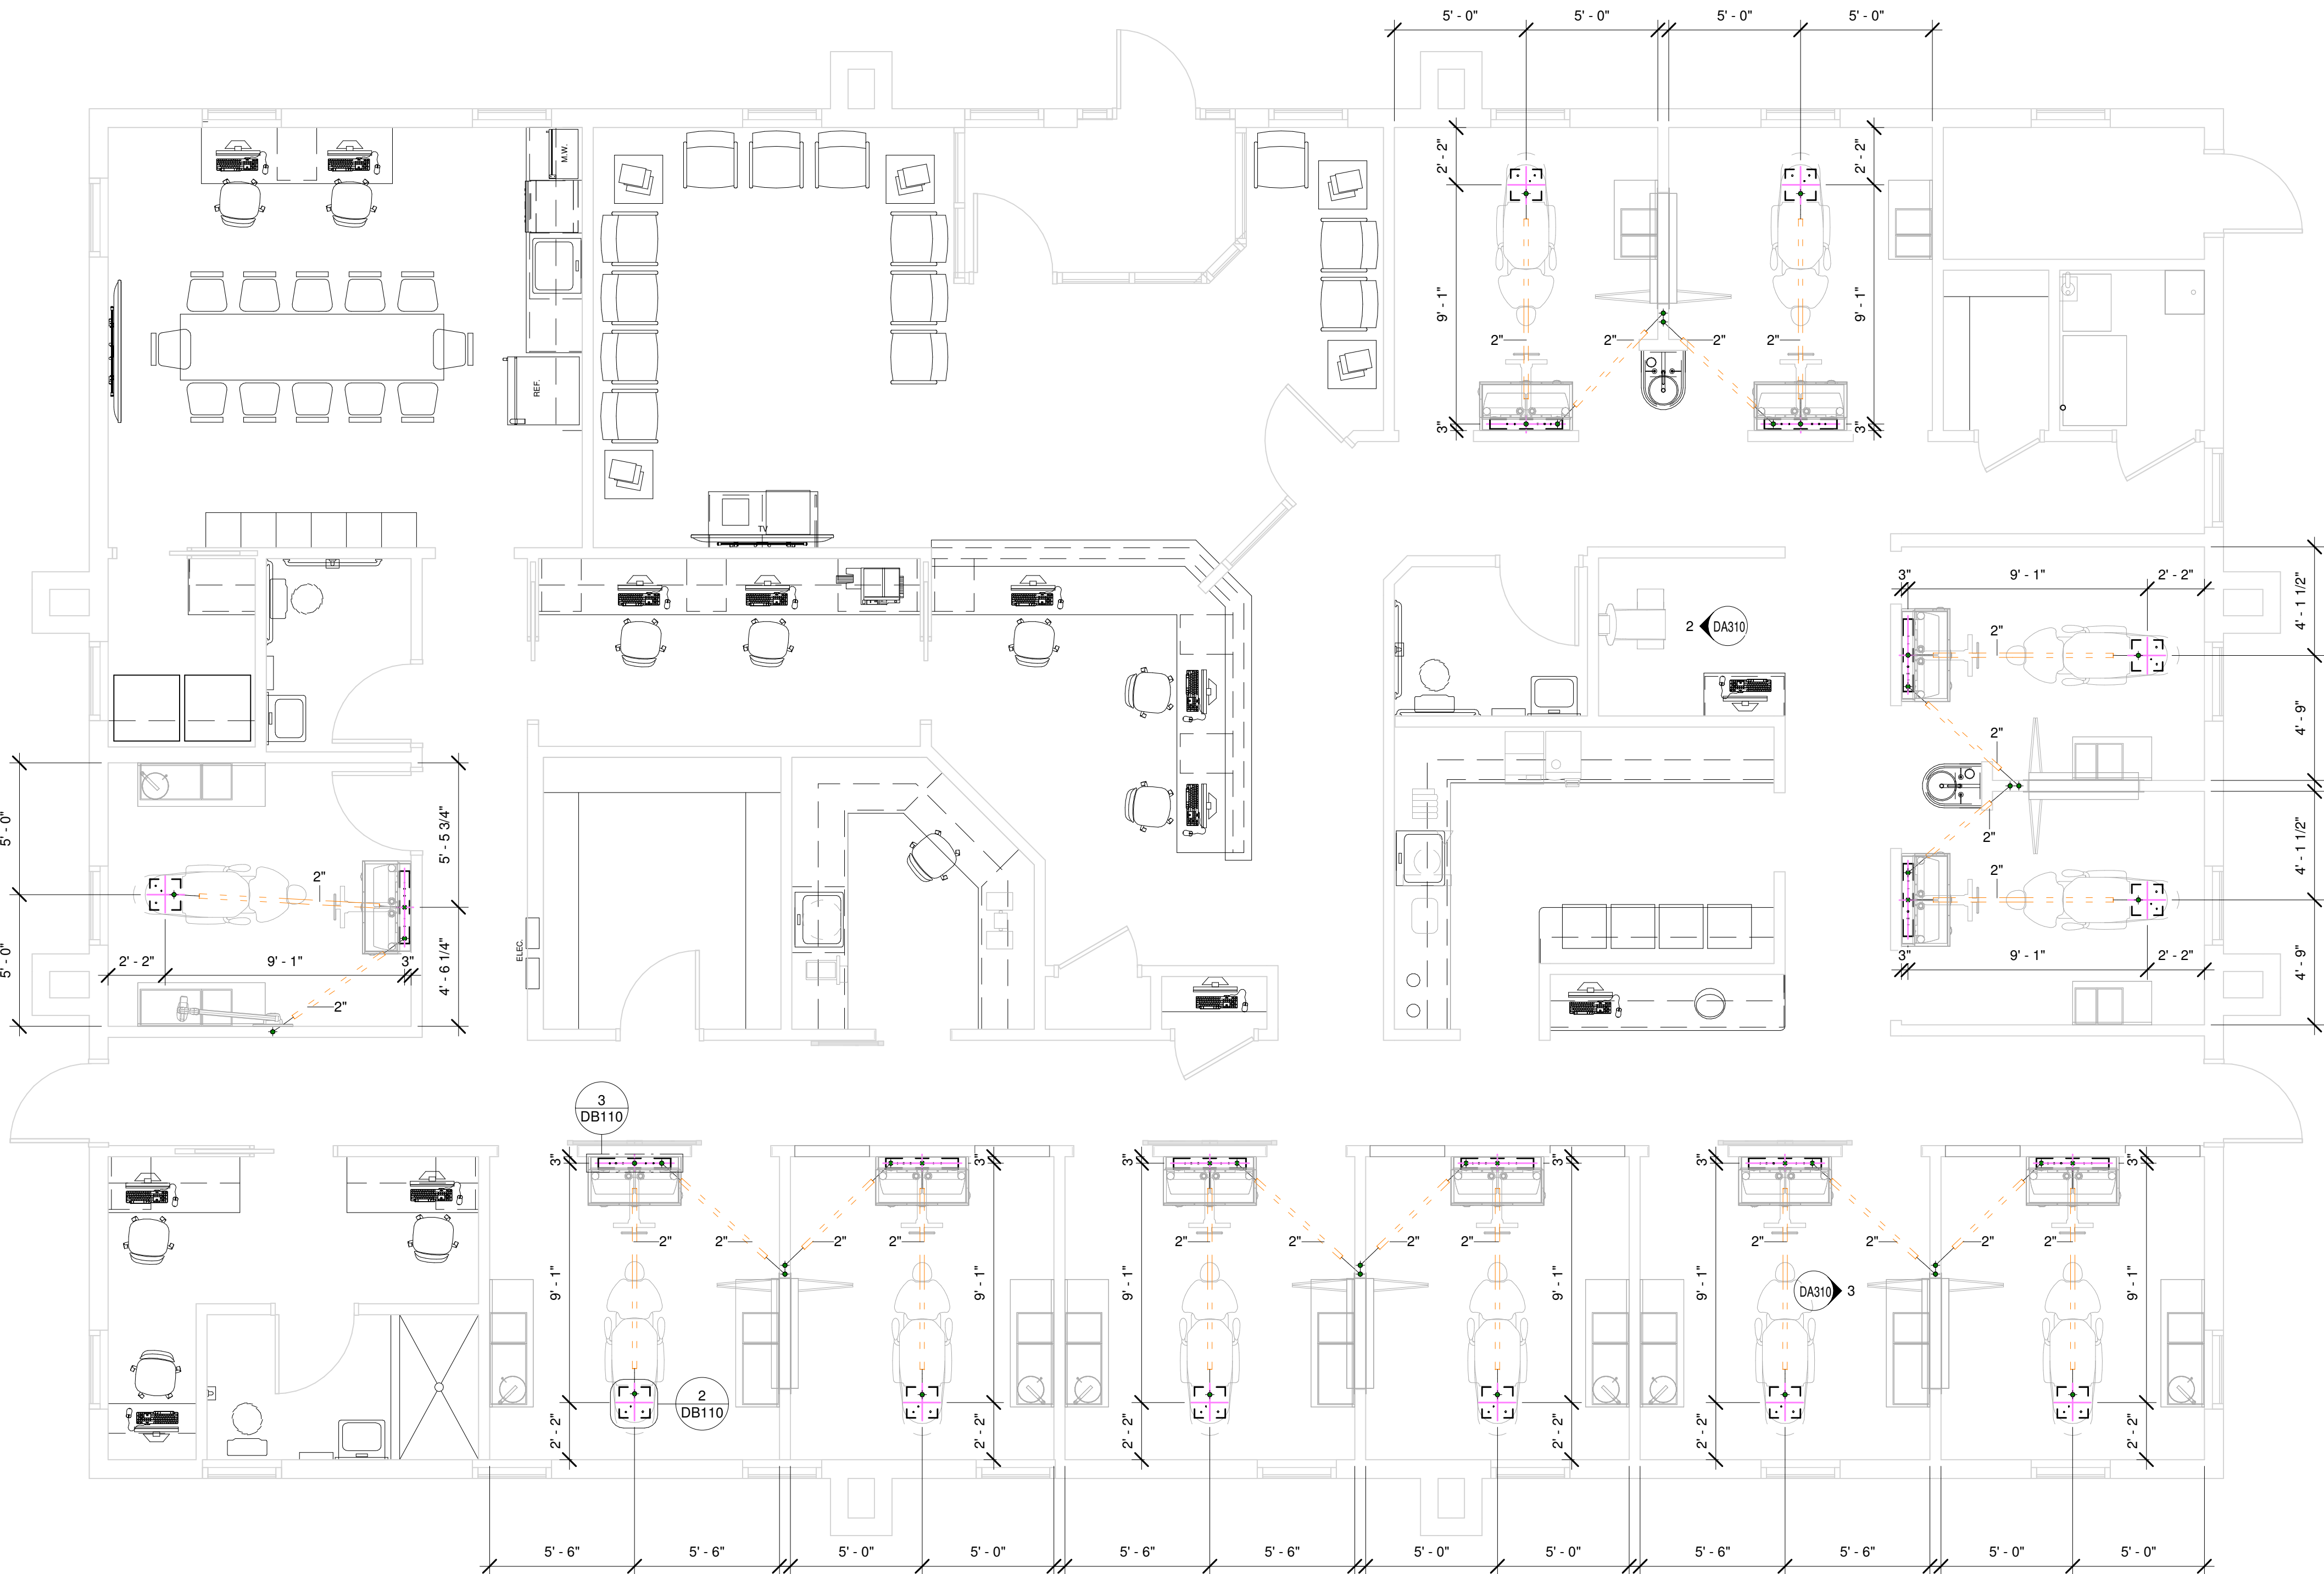 5' - 0" 5' - 0" 5' - 0" 5' - 0"
M.W.
2' - 2" 2' - 2"
9' - 1" 9' - 1"
2" 2" 2" 2"
REF.
3" 3"
TV
3" 9' - 1" 2' - 2"
4' - 1 1/2"
2 DA310
2"
4' - 9"
2"
5' - 0" 5' - 5 3/4"
2"
4' - 1 1/2"
2" 2"
ELEC.
5' - 0" 4' - 6 1/4"
2' - 2" 9' - 1" 3"
3" 9' - 1" 2' - 2"
4' - 9"
2"
3
DB110
3" 3" 3" 3" 3" 3"
2" 2" 2" 2" 2" 2" 2" 2" 2" 2" 2" 2"
9' - 1" 9' - 1" 9' - 1" 9' - 1" 9' - 1" 9' - 1"
DA310 3
2
DB110
2' - 2" 2' - 2" 2' - 2" 2' - 2" 2' - 2" 2' - 2"
5' - 6" 5' - 6" 5' - 0" 5' - 0" 5' - 6" 5' - 6" 5' - 0" 5' - 0" 5' - 6" 5' - 6" 5' - 0" 5' - 0"